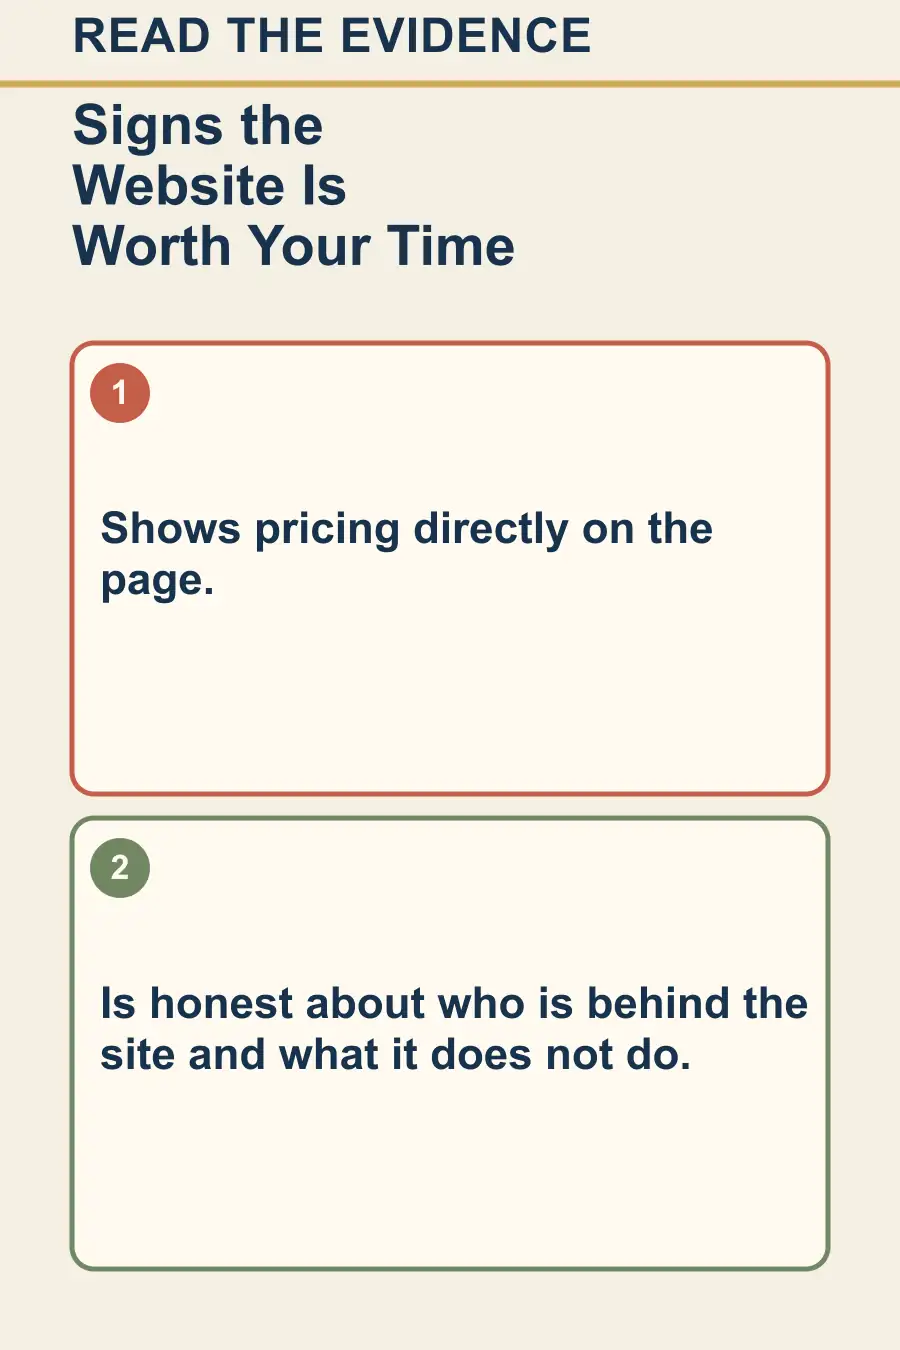 READ THE EVIDENCE
Signs the
Website Is
Worth Your Time
1
Shows pricing directly on the
page.
2
Is honest about who is behind the
site and what it does not do.